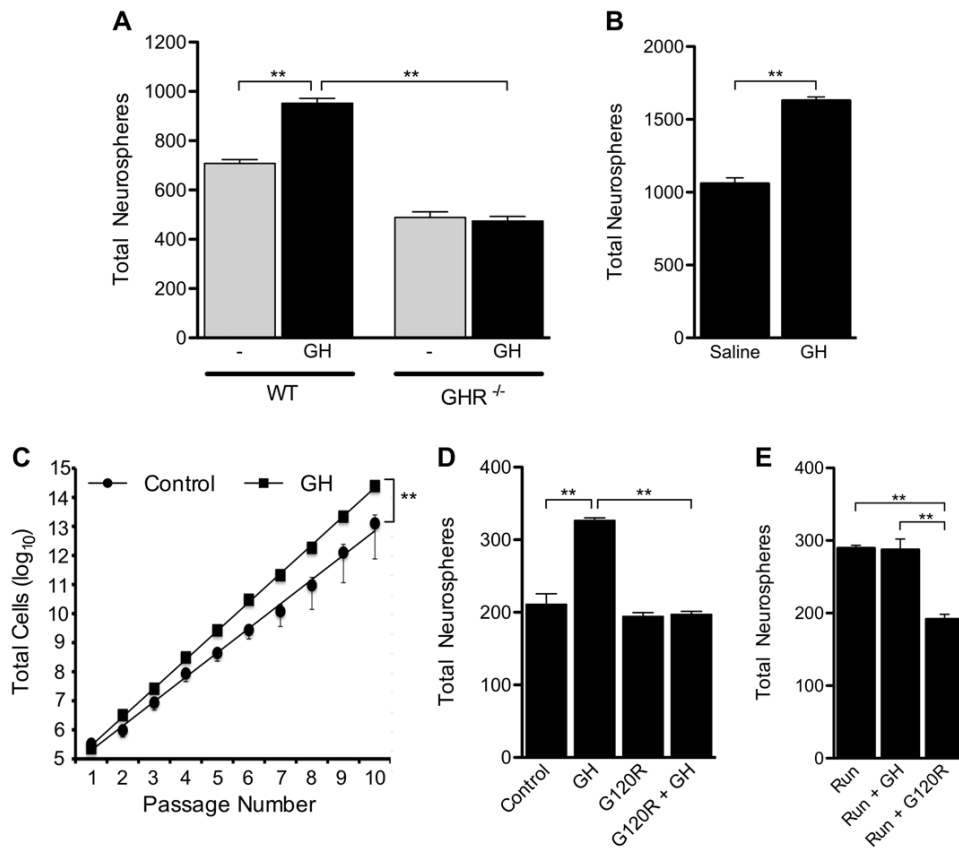 A
Total Neurospheres
1200
1000
800
600
400
200
0
**
**
- GH - GH
WT GHR -/-
B
Total Neurospheres
2000
1500
1000
500
0
**
Saline GH
C
Total Cells (log10)
15
14
13
12
11
10
9
8
7
6
5
Control GH
**
1 2 3 4 5 6 7 8 9 10
Passage Number
D
Total Neurospheres
400
300
200
100
0
** **
Control
GH
G120R
G120R + GH
E
Total Neurospheres
400
300
200
100
0
**
**
Run
Run + GH
Run + G120R